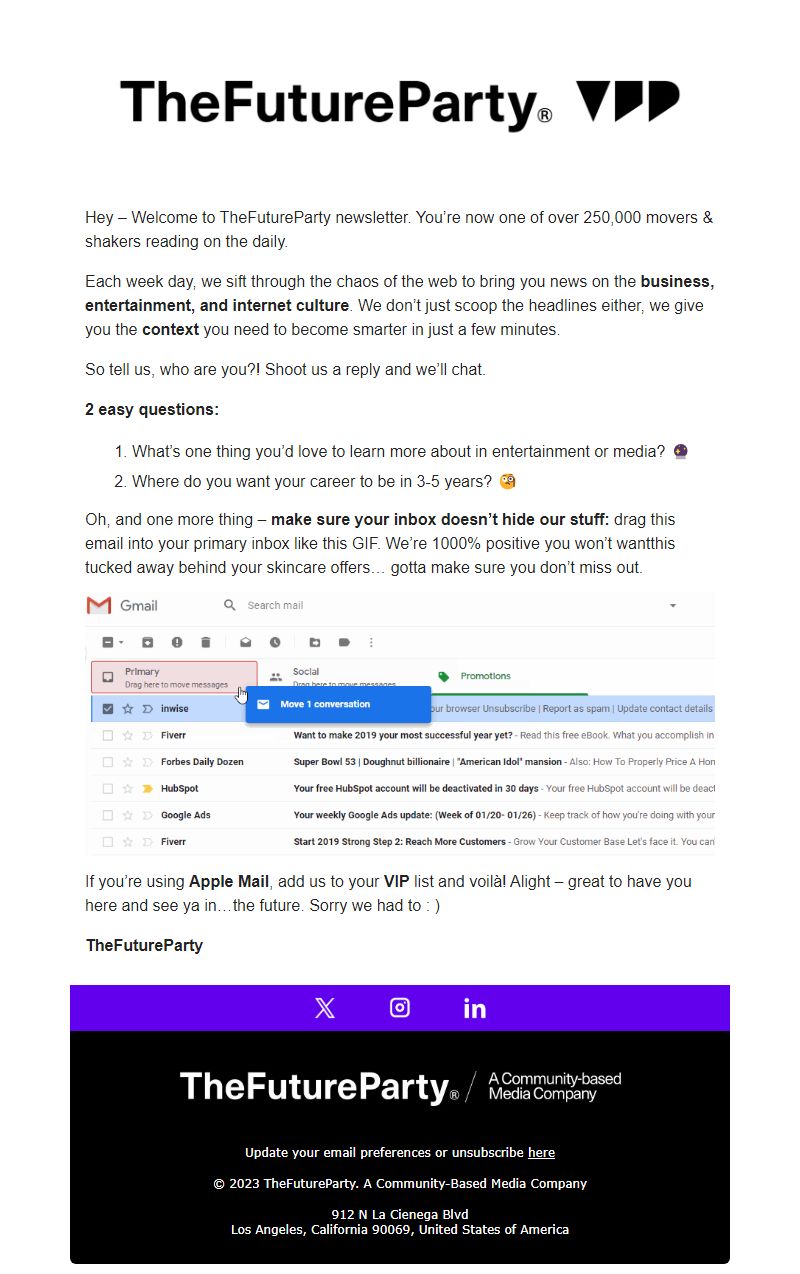 TheFutureParty® VIP
Hey – Welcome to TheFutureParty newsletter. You’re now one of over 250,000 movers &
shakers reading on the daily.
Each week day, we sift through the chaos of the web to bring you news on the business,
entertainment, and internet culture. We don’t just scoop the headlines either, we give
you the context you need to become smarter in just a few minutes.
So tell us, who are you?! Shoot us a reply and we’ll chat.
2 easy questions:
1. What’s one thing you’d love to learn more about in entertainment or media? 🔮
2. Where do you want your career to be in 3-5 years? 🧐
Oh, and one more thing – make sure your inbox doesn’t hide our stuff: drag this
email into your primary inbox like this GIF. We’re 1000% positive you won’t wantthis
tucked away behind your skincare offers… gotta make sure you don’t miss out.
Gmail Search mail
Primary Social Promotions
Drag here to move messages Drag here to move messages
Move 1 conversation
inwise our browser Unsubscribe | Report as spam | Update contact details
Fiverr Want to make 2019 your most successful year yet? - Read this free eBook. What you accomplish in
Forbes Daily Dozen Super Bowl 53 | Doughnut billionaire | "American Idol" mansion - Also: How To Properly Price A Hon
HubSpot Your free HubSpot account will be deactivated in 30 days - Your free HubSpot account will be deact
Google Ads Your weekly Google Ads update: (Week of 01/20- 01/26) - Keep track of how you're doing with your
Fiverr Start 2019 Strong Step 2: Reach More Customers - Grow Your Customer Base Let's face it. You can
If you’re using Apple Mail, add us to your VIP list and voilà! Alight – great to have you
here and see ya in…the future. Sorry we had to : )
TheFutureParty
in
TheFutureParty® / A Community-based
Media Company
Update your email preferences or unsubscribe here
© 2023 TheFutureParty. A Community-Based Media Company
912 N La Cienega Blvd
Los Angeles, California 90069, United States of America